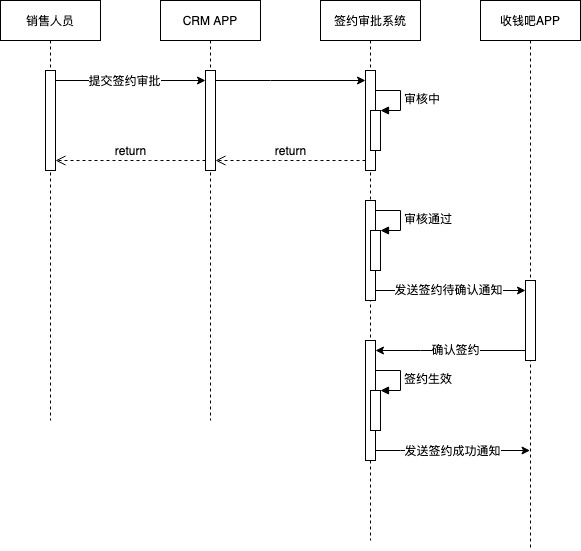 销售人员
CRM APP
签约审批系统
收钱吧APP
提交签约审批
审核中
return
return
审核通过
发送签约待确认通知
确认签约
签约生效
发送签约成功通知